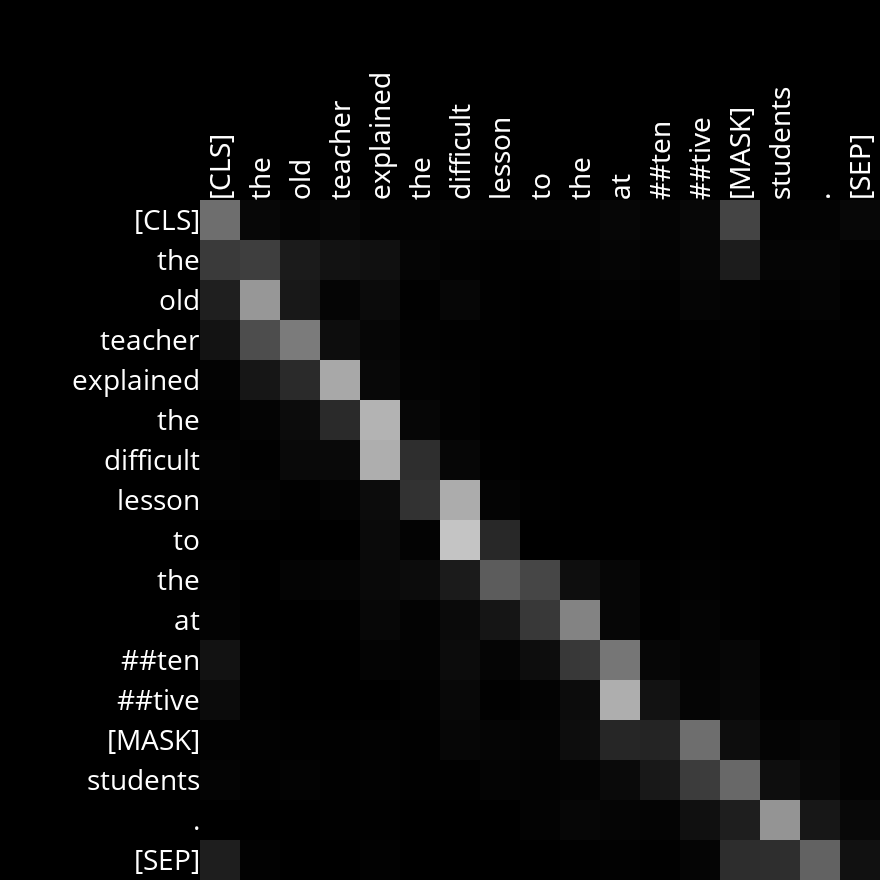 [CLS] the old teacher explained the difficult lesson to the at ##ten ##tive [MASK] students . [SEP]
[CLS]
the
old
teacher
explained
the
difficult
lesson
to
the
at
##ten
##tive
[MASK]
students
.
[SEP]